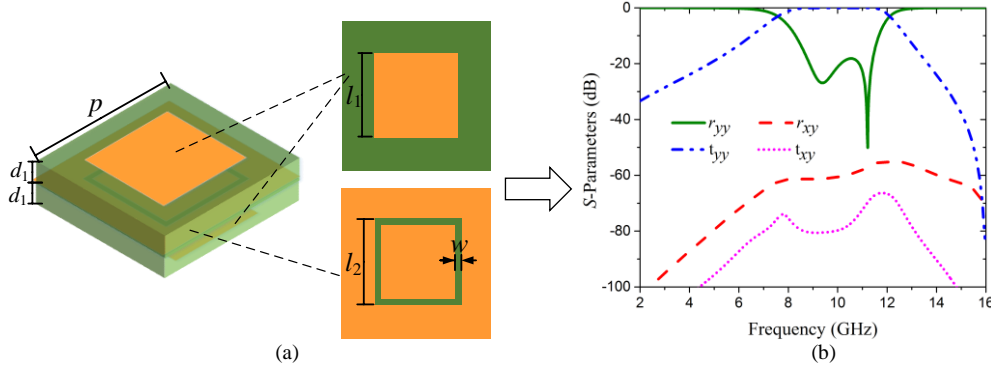 p
d1
d1
l1
l2
w
(a)
S-Parameters (dB)
0
-20
-40
-60
-80
-100
ryy
rxy
tyy
txy
2 4 6 8 10 12 14 16
Frequency (GHz)
(b)